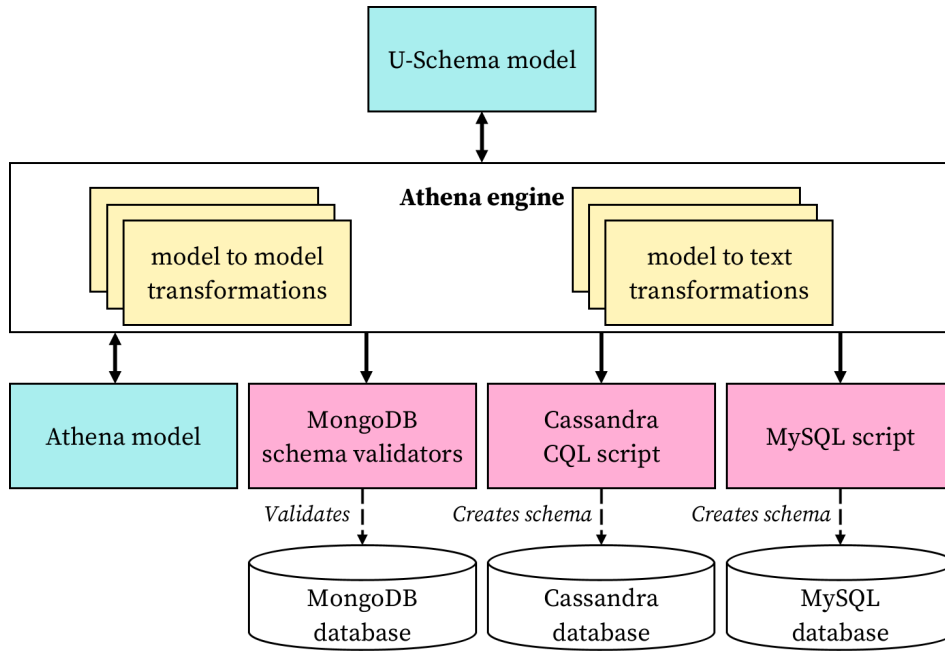 U-Schema model
Athena engine
model to model
transformations
model to text
transformations
Athena model
MongoDB
schema validators
Cassandra
CQL script
MySQL script
Validates
Creates schema
Creates schema
MongoDB
database
Cassandra
database
MySQL
database